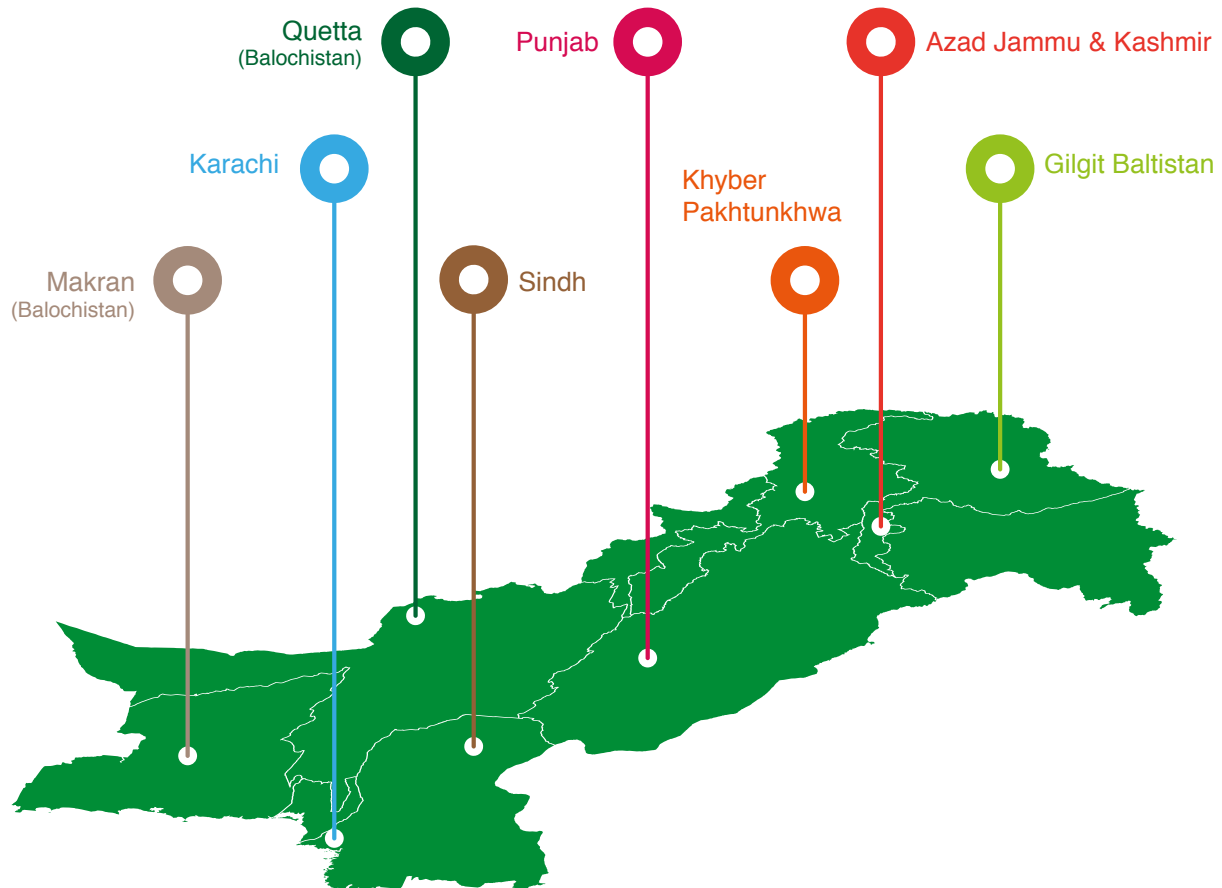 Quetta
(Balochistan)
Punjab
Azad Jammu & Kashmir
Karachi
Khyber
Pakhtunkhwa
Gilgit Baltistan
Makran
(Balochistan)
Sindh